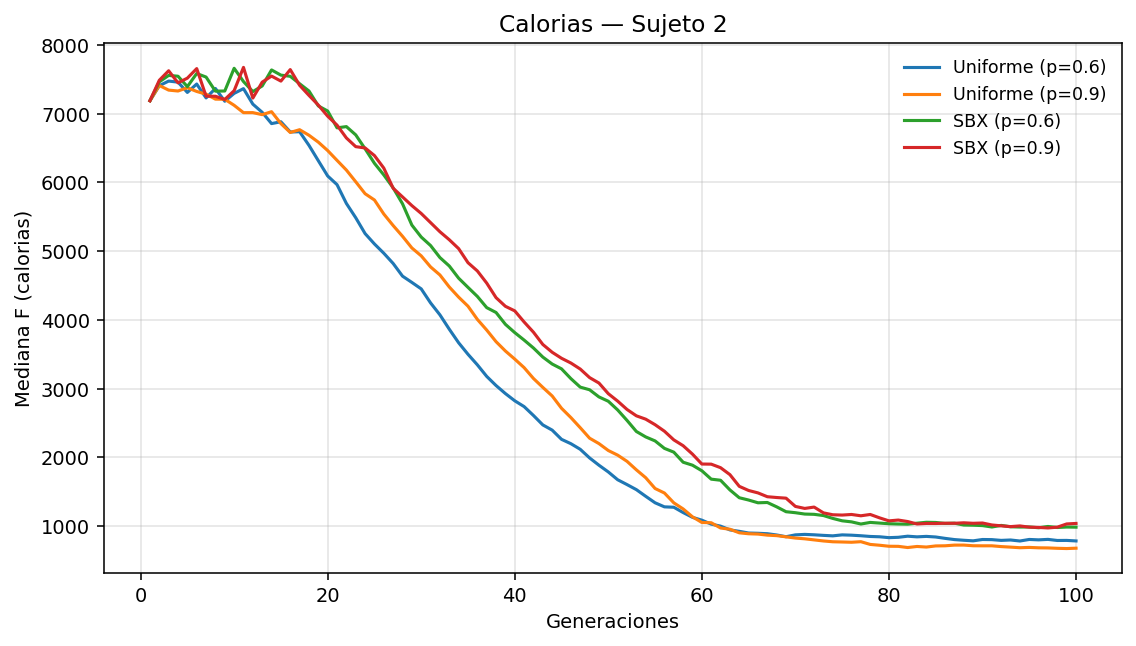 Calorias — Sujeto 2
8000
7000
6000
5000
4000
3000
2000
1000
Mediana F (calorias)
Uniforme (p=0.6)
Uniforme (p=0.9)
SBX (p=0.6)
SBX (p=0.9)
0 20 40 60 80 100
Generaciones